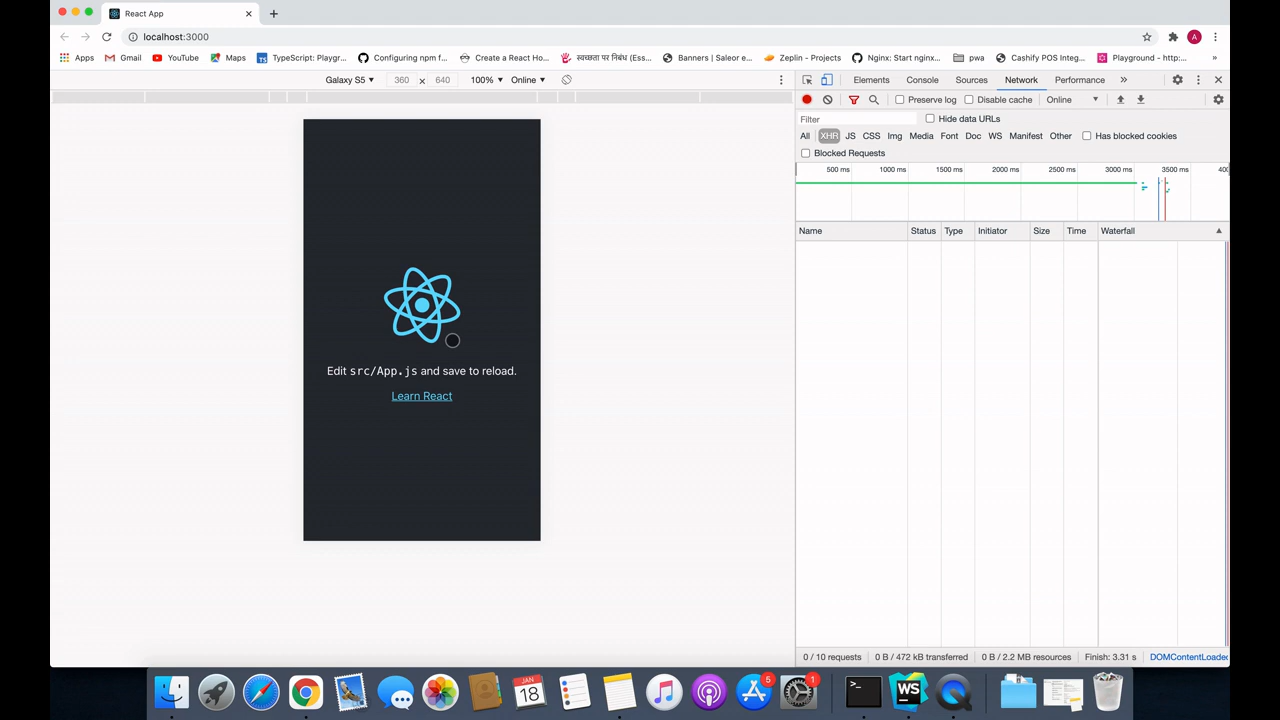 React App
localhost:3000
A
Apps Gmail YouTube Maps TS TypeScript: Playgr... Configuring npm f... Create a React Ho... स्वच्छता पर निबंध (Ess... Banners | Saleor e... Zeplin - Projects Nginx: Start nginx... pwa Cashify POS Integ... Playground - http:... »
Galaxy S5 ▼ 360 × 640 100% ▼ Online ▼
Elements Console Sources Network Performance »
Preserve log Disable cache Online ▼
Filter Hide data URLs
All XHR JS CSS Img Media Font Doc WS Manifest Other Has blocked cookies
Blocked Requests
500 ms 1000 ms 1500 ms 2000 ms 2500 ms 3000 ms 3500 ms 400
Name Status Type Initiator Size Time Waterfall ▲
Edit src/App.js and save to reload.
Learn React
0 / 10 requests 0 B / 472 kB transferred 0 B / 2.2 MB resources Finish: 3.31 s DOMContentLoaded
JAN
18
5
1
>_
WS